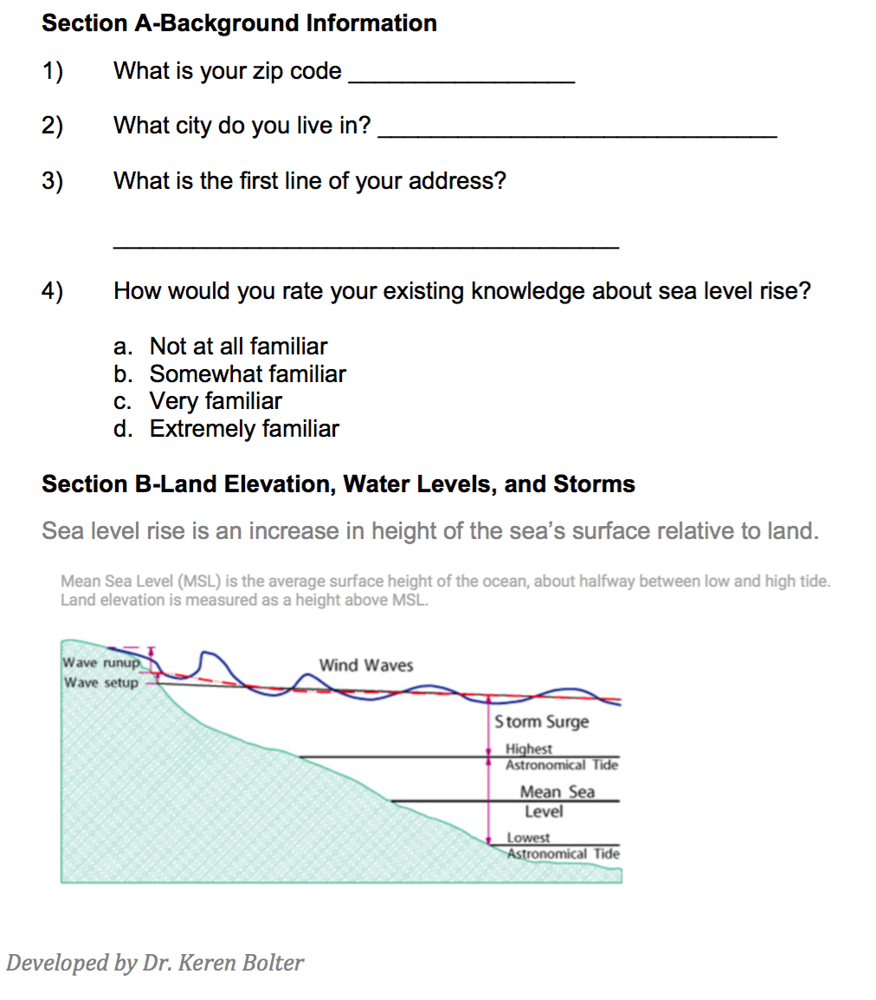 Section A-Background Information
1) What is your zip code _________________
2) What city do you live in? ______________________________
3) What is the first line of your address?
______________________________________
4) How would you rate your existing knowledge about sea level rise?
a. Not at all familiar
b. Somewhat familiar
c. Very familiar
d. Extremely familiar
Section B-Land Elevation, Water Levels, and Storms
Sea level rise is an increase in height of the sea’s surface relative to land.
Mean Sea Level (MSL) is the average surface height of the ocean, about halfway between low and high tide.
Land elevation is measured as a height above MSL.
Wave runup
Wave setup
Wind Waves
Storm Surge
Highest
Astronomical Tide
Mean Sea
Level
Lowest
Astronomical Tide
Developed by Dr. Keren Bolter